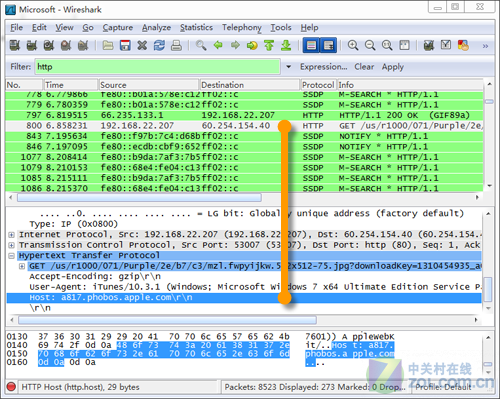 Microsoft - Wireshark
File Edit View Go Capture Analyze Statistics Telephony Tools Help
Filter: http Expression... Clear Apply
No. Time Source Destination Protocol Info
778 6.779866 fe80::b01a:578e:c12ff02::c SSDP M-SEARCH * HTTP/1.1
779 6.780359 fe80::b01a:578e:c12ff02::c SSDP M-SEARCH * HTTP/1.1
797 6.819515 66.235.133.1 192.168.22.207 HTTP HTTP/1.1 200 OK (GIF89a)
800 6.858231 192.168.22.207 60.254.154.40 HTTP GET /us/r1000/071/Purple/2e
843 7.195634 fe80::f97b:7c4:d68bff02::c SSDP NOTIFY * HTTP/1.1
846 7.197095 fe80::ecdb:cbf9:652ff02::c SSDP NOTIFY * HTTP/1.1
1077 8.208414 fe80::b9da:7af3:7b5ff02::c SSDP M-SEARCH * HTTP/1.1
1079 8.210153 fe80::68e4:fe04:c13ff02::c SSDP M-SEARCH * HTTP/1.1
1085 8.215111 fe80::b9da:7af3:7b5ff02::c SSDP M-SEARCH * HTTP/1.1
1086 8.215370 fe80::68e4:fe04:c13ff02::c SSDP M-SEARCH * HTTP/1.1
.... ..0. .... .... .... .... = LG bit: Globally unique address (factory default)
Type: IP (0x0800)
Internet Protocol, Src: 192.168.22.207 (192.168.22.207), Dst: 60.254.154.40 (60.254.154.
Transmission Control Protocol, Src Port: 53007 (53007), Dst Port: http (80), Seq: 1, Ack
Hypertext Transfer Protocol
GET /us/r1000/071/Purple/2e/b7/c3/mzl.fwpyijkw.512x512-75.jpg?downloadKey=1310454935_a
Accept-Encoding: gzip\r\n
User-Agent: iTunes/10.3.1 (Windows; Microsoft Windows 7 x64 Ultimate Edition Service P
Host: a817.phobos.apple.com\r\n
\r\n
0130 37 36 30 31 29 29 20 41 70 70 6c 65 57 65 62 4b 7601)) A ppleWebK
0140 69 74 2f 0d 0a 48 6f 73 74 3a 20 61 38 31 37 2e it/..Hos t: a817.
0150 70 68 6f 62 6f 73 2e 61 70 70 6c 65 2e 63 6f 6d phobos.a pple.com
0160 0d 0a 0d 0a ....
HTTP Host (http.host), 29 bytes Packets: 8523 Displayed: 273 Marked: 0 Drop... Profile: Default
中关村在线
zol.com.cn